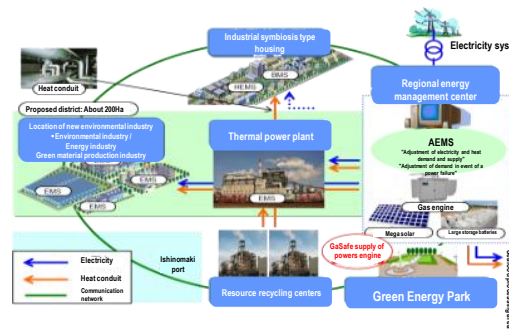 Industrial symbiosis type
housing
Electricity sys
BMS
HEMS
Heat conduit
Regional energy
management center
Proposed district: About 200Ha
Location of new environmental industry
•Environmental industry /
Energy industry
Green material production industry
Thermal power plant
AEMS
"Adjustment of electricity and heat
demand and supply"
"Adjustment of demand in event of a
power failure"
EMS
EMS
EMS
EMS
Gas engine
Mega solar
Large storage batteries
GaSafe supply of
powers engine
Electricity
Heat conduit
Communication
network
Ishinomaki
port
Resource recycling centers
Green Energy Park